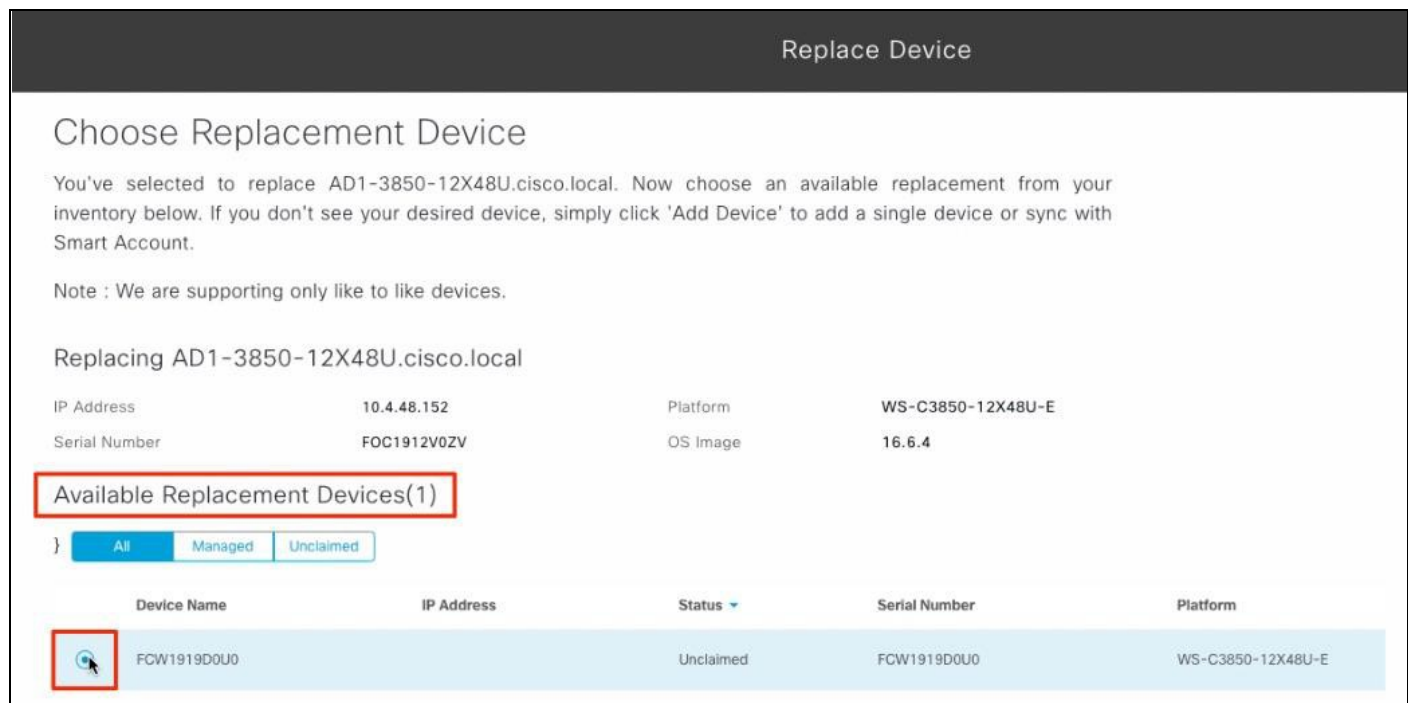 Replace Device
Choose Replacement Device
You've selected to replace AD1-3850-12X48U.cisco.local. Now choose an available replacement from your
inventory below. If you don't see your desired device, simply click 'Add Device' to add a single device or sync with
Smart Account.
Note : We are supporting only like to like devices.
Replacing AD1-3850-12X48U.cisco.local
IP Address 10.4.48.152 Platform WS-C3850-12X48U-E
Serial Number FOC1912V0ZV OS Image 16.6.4
Available Replacement Devices(1)
} All Managed Unclaimed
Device Name IP Address Status Serial Number Platform
FCW1919D0U0 Unclaimed FCW1919D0U0 WS-C3850-12X48U-E